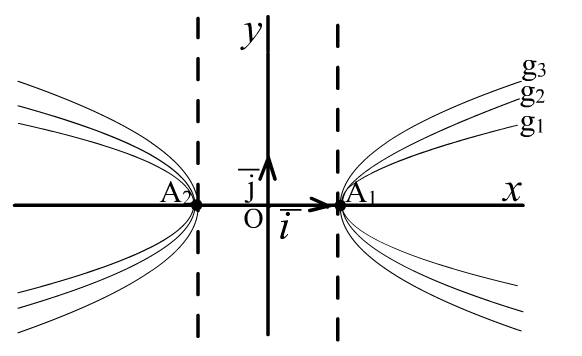 y
g₃
g₂
g₁
A₂ j̅ A₁ x
O i̅